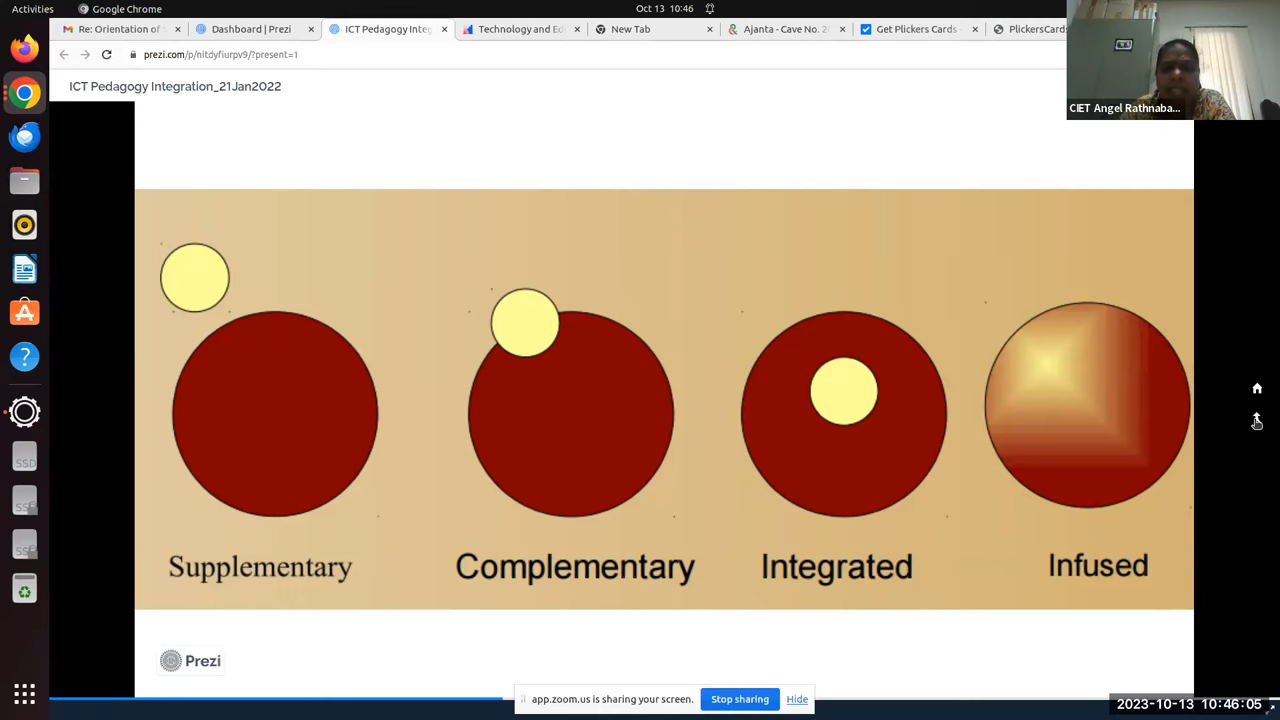 Activities
Google Chrome
Oct 13 10:46
Re: Orientation of
Dashboard | Prezi
ICT Pedagogy Integ
Technology and Ed
New Tab
Ajanta - Cave No. 2
Get Plickers Cards -
PlickersCards
prezi.com/p/nitdyfiurpv9/?present=1
ICT Pedagogy Integration_21Jan2022
CIET Angel Rathnaba...
Supplementary
Complementary
Integrated
Infused
Prezi
app.zoom.us is sharing your screen.
Stop sharing
Hide
2023-10-13 10:46:05
SSD